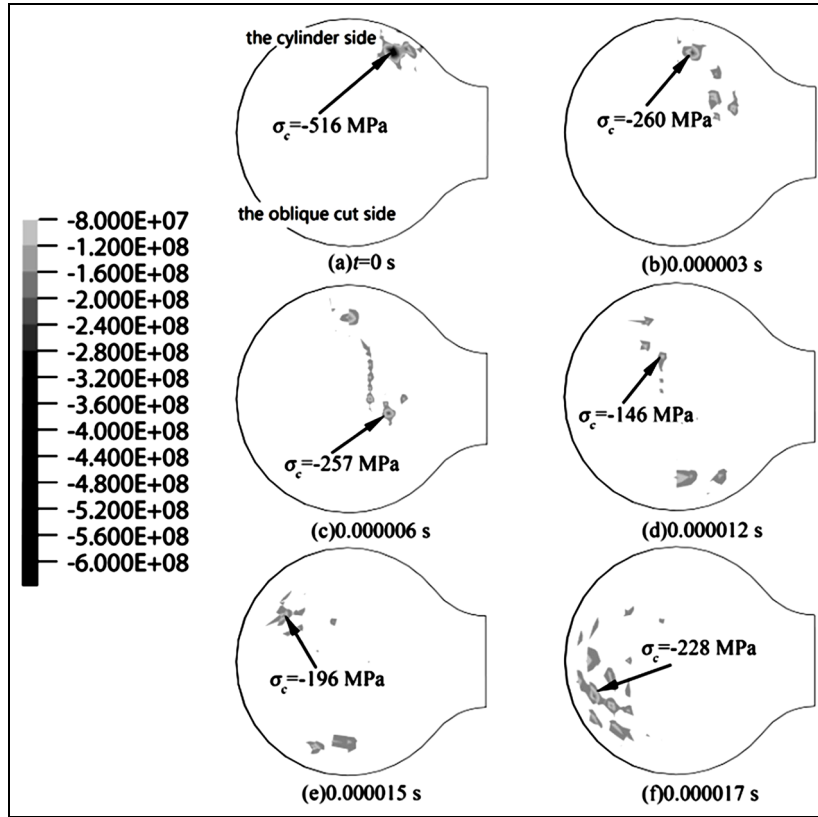 the cylinder side
σc=-516 MPa
the oblique cut side
(a)t=0 s
σc=-260 MPa
(b)0.000003 s
-8.000E+07
-1.200E+08
-1.600E+08
-2.000E+08
-2.400E+08
-2.800E+08
-3.200E+08
-3.600E+08
-4.000E+08
-4.400E+08
-4.800E+08
-5.200E+08
-5.600E+08
-6.000E+08
σc=-257 MPa
(c)0.000006 s
σc=-146 MPa
(d)0.000012 s
σc=-196 MPa
(e)0.000015 s
σc=-228 MPa
(f)0.000017 s